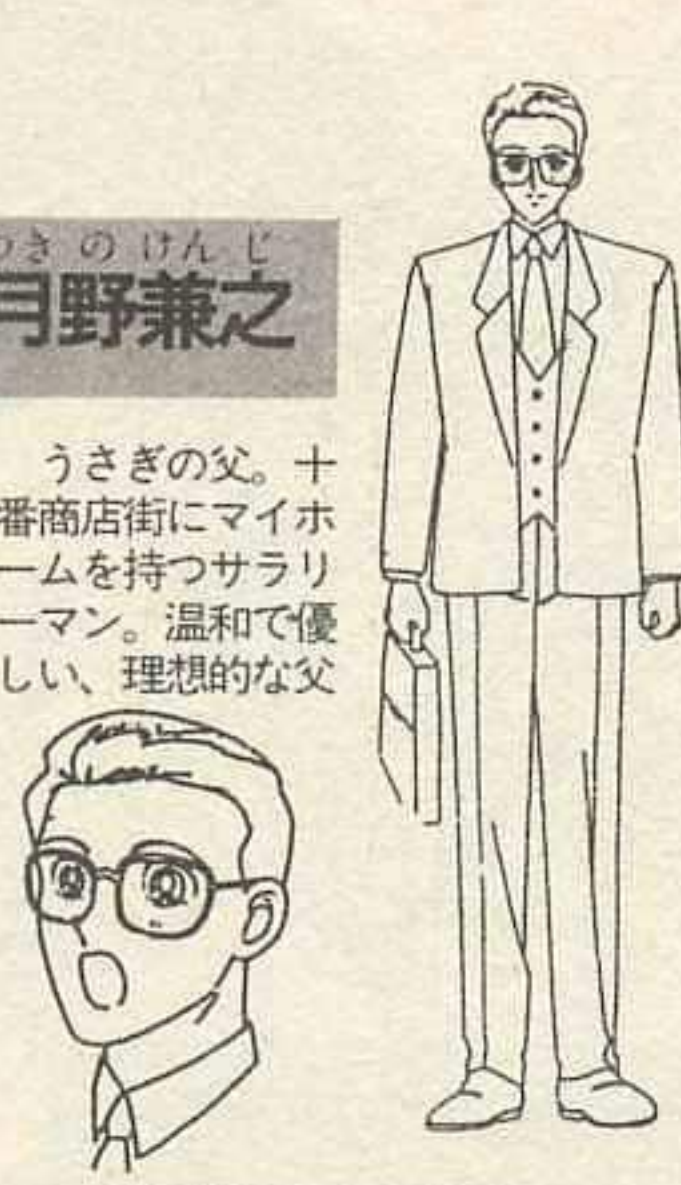 つきのけんじ
月野兼之
うさぎの父。十
番商店街にマイホ
ームを持つサラリ
ーマン。温和で優
しい、理想的な父